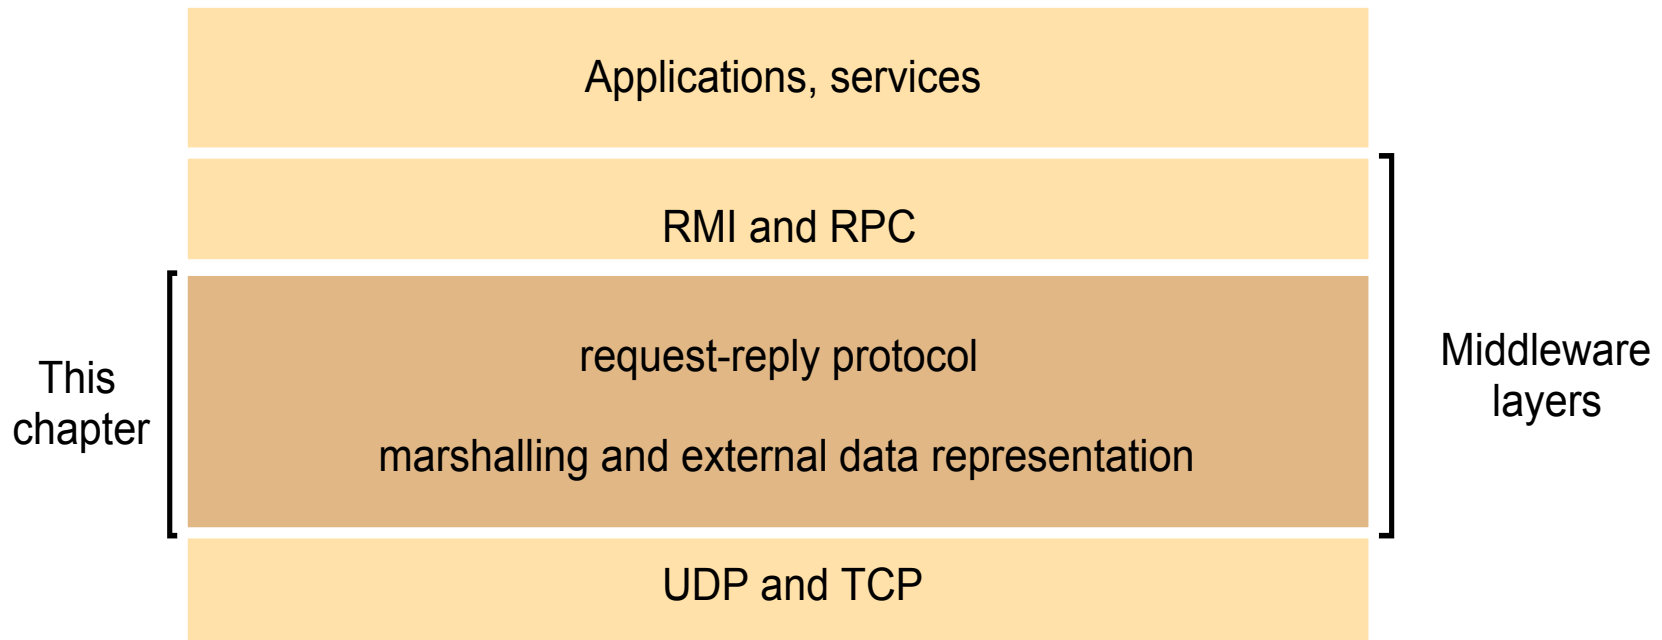 Applications, services
RMI and RPC
This
chapter
request-reply protocol
marshalling and external data representation
Middleware
layers
UDP and TCP